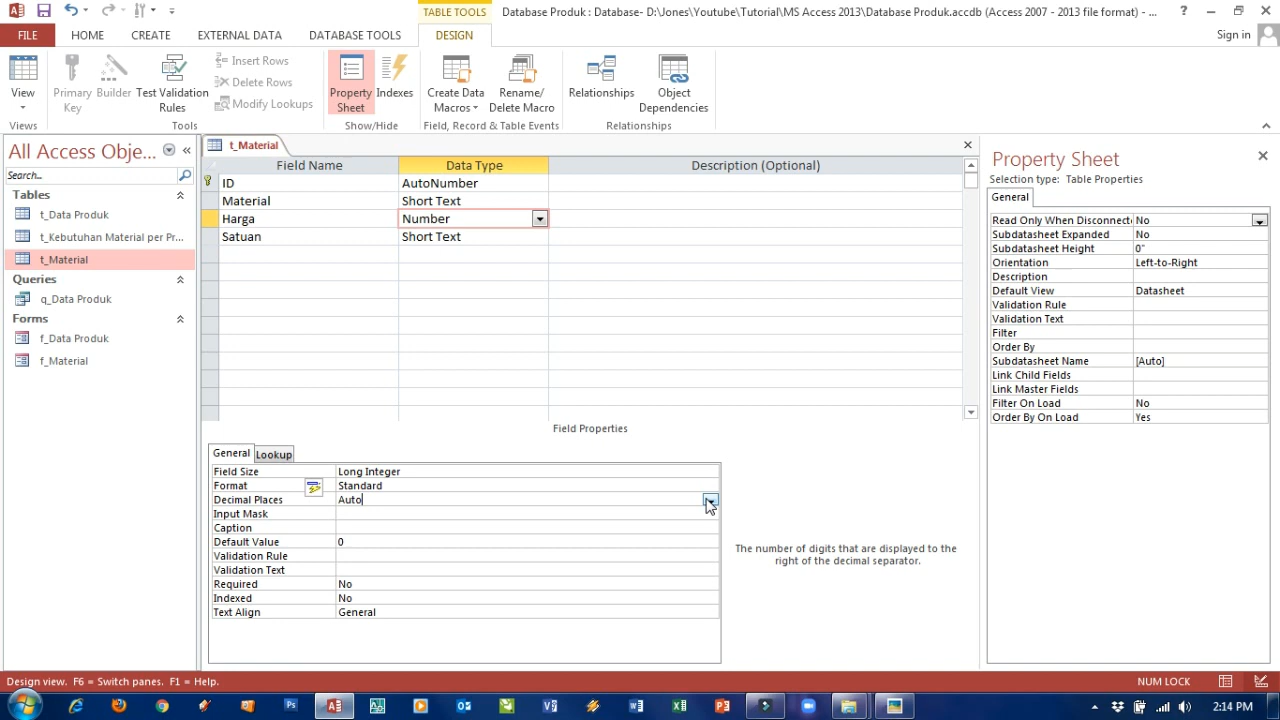 TABLE TOOLS
Database Produk : Database- D:\Jones\Youtube\Tutorial\MS Access 2013\Database Produk.accdb (Access 2007 - 2013 file format) - ...
FILE HOME CREATE EXTERNAL DATA DATABASE TOOLS DESIGN Sign in
View
Primary Key
Builder
Test Validation Rules
Insert Rows
Delete Rows
Modify Lookups
Property Sheet
Indexes
Create Data Macros
Rename/ Delete Macro
Relationships
Object Dependencies
Views Tools Show/Hide Field, Record & Table Events Relationships
All Access Obje...
Search...
Tables
t_Data Produk
t_Kebutuhan Material per Pr...
t_Material
Queries
q_Data Produk
Forms
f_Data Produk
f_Material
t_Material
Field Name Data Type Description (Optional)
ID AutoNumber
Material Short Text
Harga Number
Satuan Short Text
Field Properties
General Lookup
Field Size Long Integer
Format Standard
Decimal Places Auto
Input Mask
Caption
Default Value 0
Validation Rule
Validation Text
Required No
Indexed No
Text Align General
The number of digits that are displayed to the
right of the decimal separator.
Property Sheet
Selection type: Table Properties
General
Read Only When Disconnect No
Subdatasheet Expanded No
Subdatasheet Height 0"
Orientation Left-to-Right
Description
Default View Datasheet
Validation Rule
Validation Text
Filter
Order By
Subdatasheet Name [Auto]
Link Child Fields
Link Master Fields
Filter On Load No
Order By On Load Yes
Design view. F6 = Switch panes. F1 = Help. NUM LOCK
2:14 PM